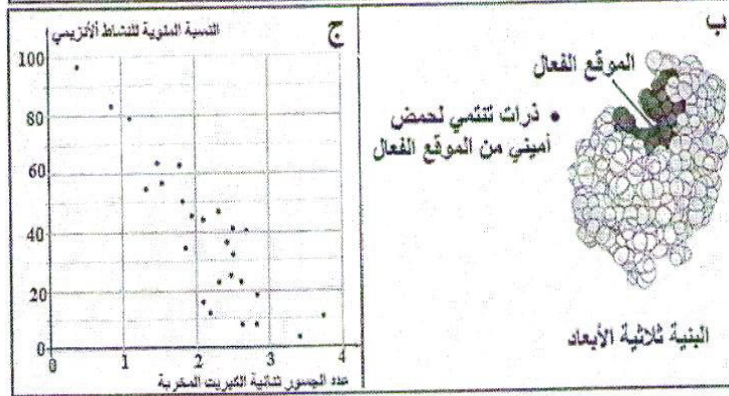 ب
الموقع الفعال
• ذرات تنتمي لحمض
أميني من الموقع الفعال
البنية ثلاثية الأبعاد
ج
النسبة المئوية للنشاط الأنزيمي
100
80
60
40
20
0
0 1 2 3 4
عدد الجسور ثنائية الكبريت المخربة